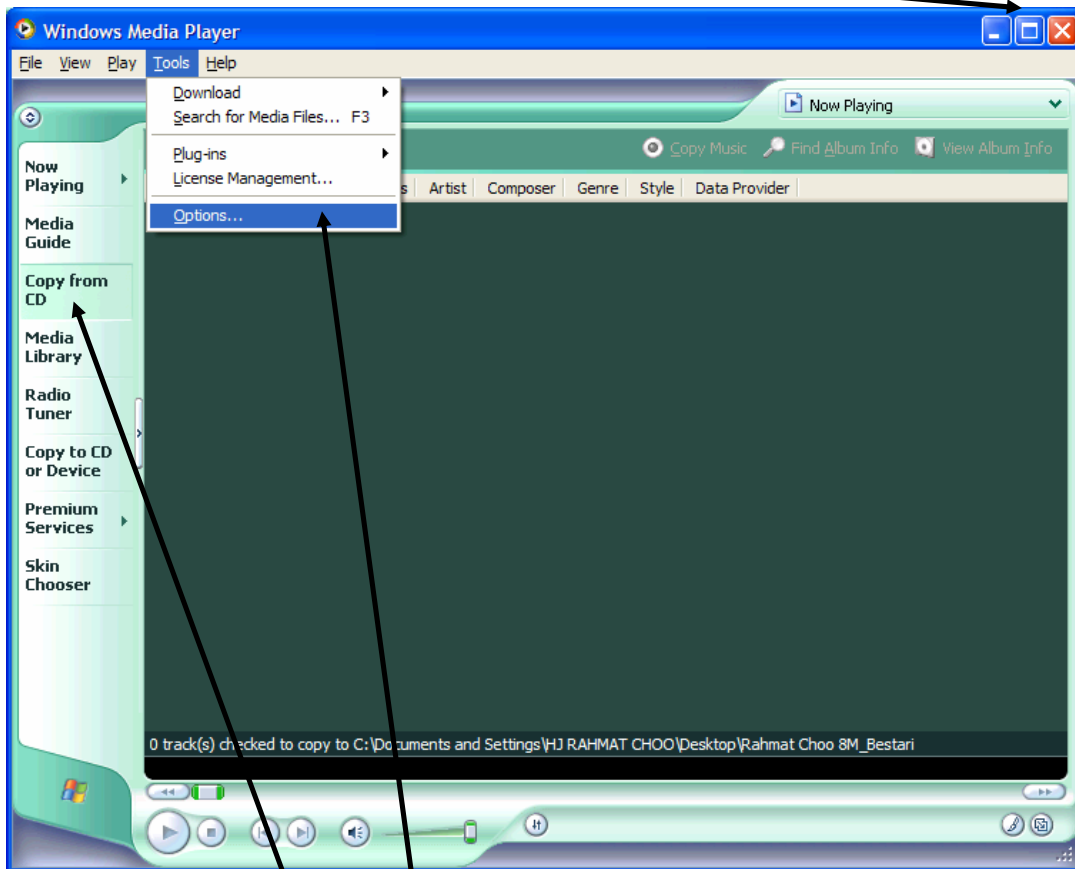 Windows Media Player
File View Play Tools Help
Download
Search for Media Files... F3
Plug-ins
License Management...
Options...
Now Playing
Copy Music Find Album Info View Album Info
s Artist Composer Genre Style Data Provider
Now
Playing
Media
Guide
Copy from
CD
Media
Library
Radio
Tuner
Copy to CD
or Device
Premium
Services
Skin
Chooser
0 track(s) checked to copy to C:\Documents and Settings\HJ RAHMAT CHOO\Desktop\Rahmat Choo 8M_Bestari